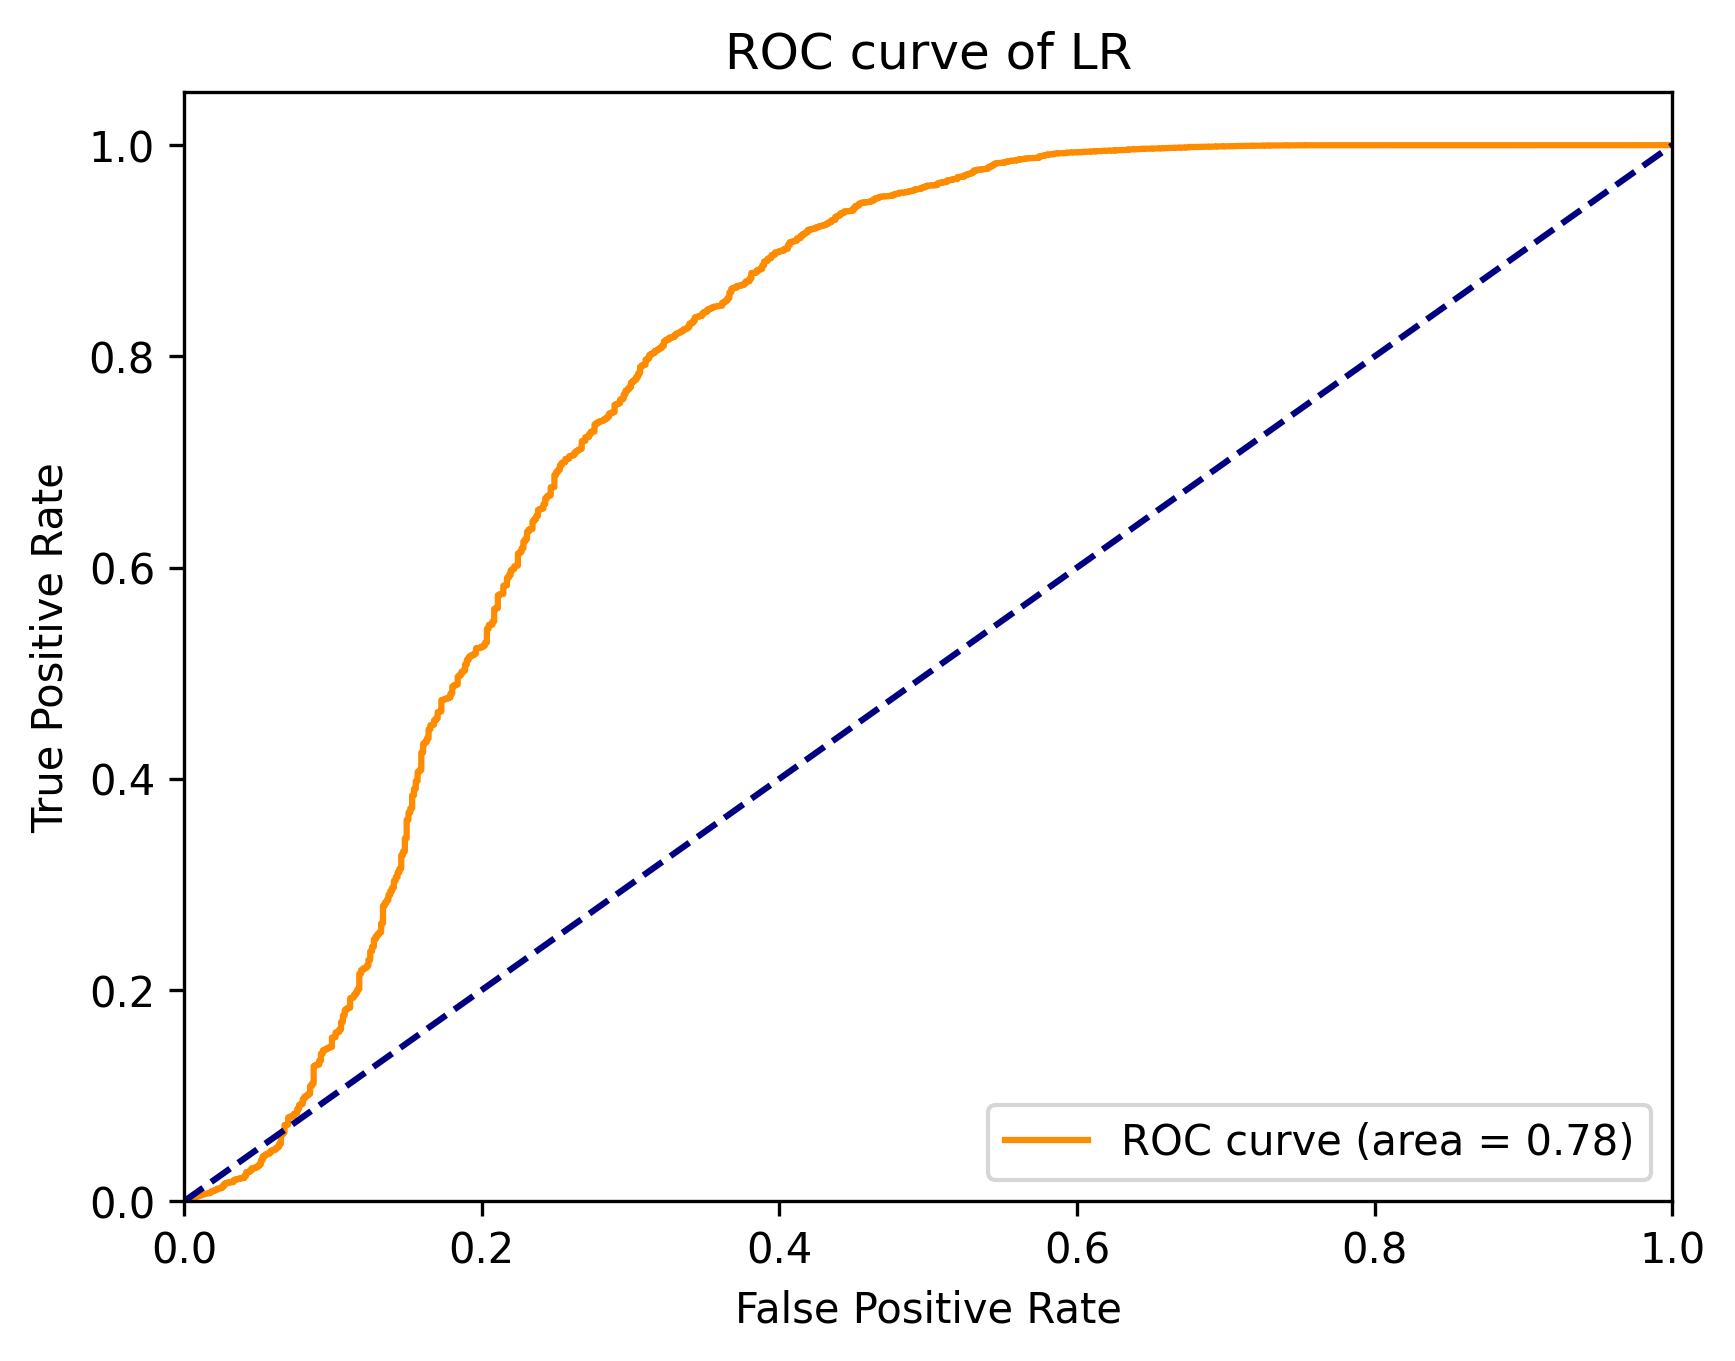 ROC curve of LR
True Positive Rate
1.0
0.8
0.6
0.4
0.2
0.0
ROC curve (area = 0.78)
0.0 0.2 0.4 0.6 0.8 1.0
False Positive Rate